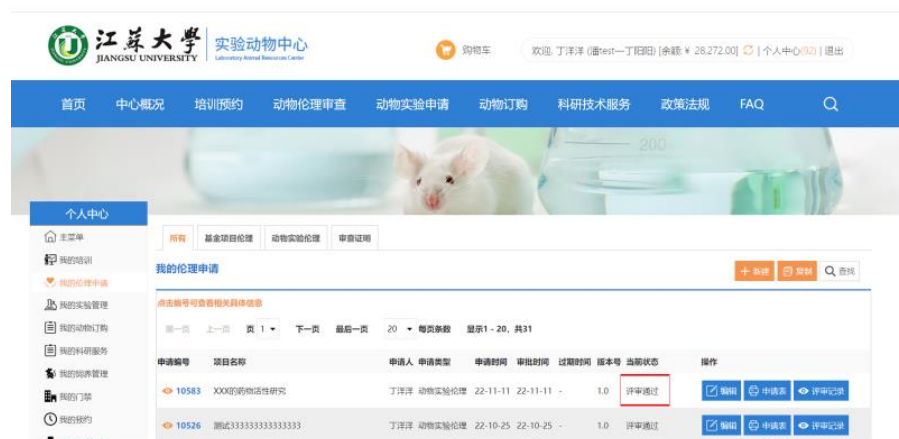 江苏大学
JIANGSU UNIVERSITY
实验动物中心
Laboratory Animal Resources Center
购物车
欢迎. 丁洋洋 (潘test—丁阳阳) [余额: ¥ 28,272.00] | 个人中心(92) | 退出
首页 中心概况 培训预约 动物伦理审查 动物实验申请 动物订购 科研技术服务 政策法规 FAQ
200
个人中心
主菜单
我的培训
我的伦理申请
我的实验管理
我的动物订购
我的科研服务
我的饲养管理
我的门禁
我的预约
所有 基金项目伦理 动物实验伦理 审查证明
我的伦理申请
新建 复制 查找
点击编号可查看相关具体信息
第一页 上一页 页 1 下一页 最后一页 20 每页条数 显示1 - 20, 共31
申请编号 项目名称 申请人 申请类型 申请时间 审批时间 过期时间 版本号 当前状态 操作
10583 XXX的药物活性研究 丁洋洋 动物实验伦理 22-11-11 22-11-11 - 1.0 评审通过 编辑 申请表 评审记录
10526 测试333333333333333 丁洋洋 动物实验伦理 22-10-25 22-10-25 - 1.0 评审通过 编辑 申请表 评审记录